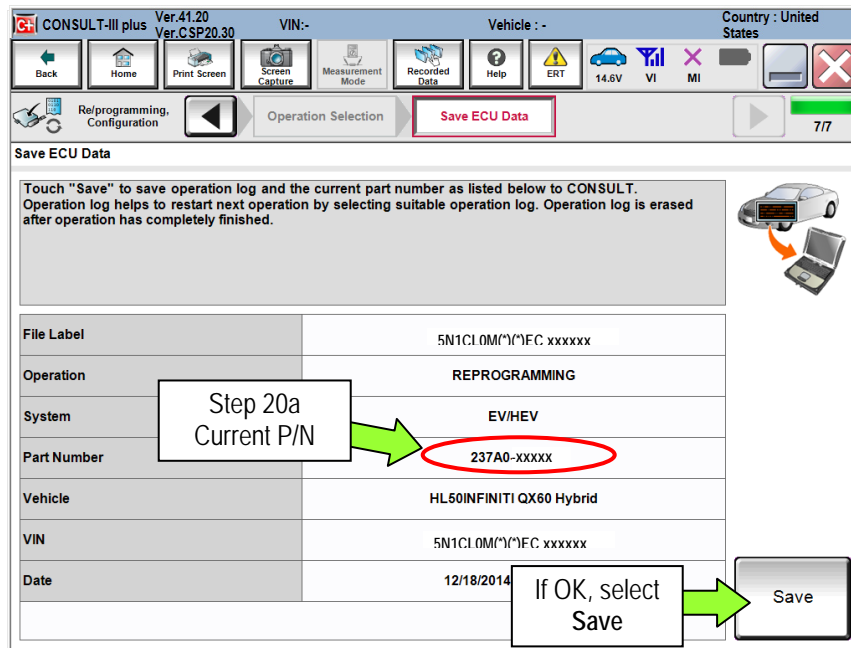 CONSULT-III plus Ver.41.20 VIN:- Vehicle : - Country : United
Ver.CSP20.30 States
Back Home Print Screen Screen Measurement Recorded Help ERT 14.6V VI MI
Capture Mode Data
Re/programming, Operation Selection Save ECU Data
Configuration 7/7
Save ECU Data
Touch "Save" to save operation log and the current part number as listed below to CONSULT.
Operation log helps to restart next operation by selecting suitable operation log. Operation log is erased
after operation has completely finished.
File Label 5N1CL0M(*)(*)EC xxxxxx
Operation REPROGRAMMING
System EV/HEV
Step 20a
Current P/N
Part Number 237A0-xxxxx
Vehicle HL50INFINITI QX60 Hybrid
VIN 5N1CL0M(*)(*)EC xxxxxx
Date 12/18/2014
If OK, select
Save
Save